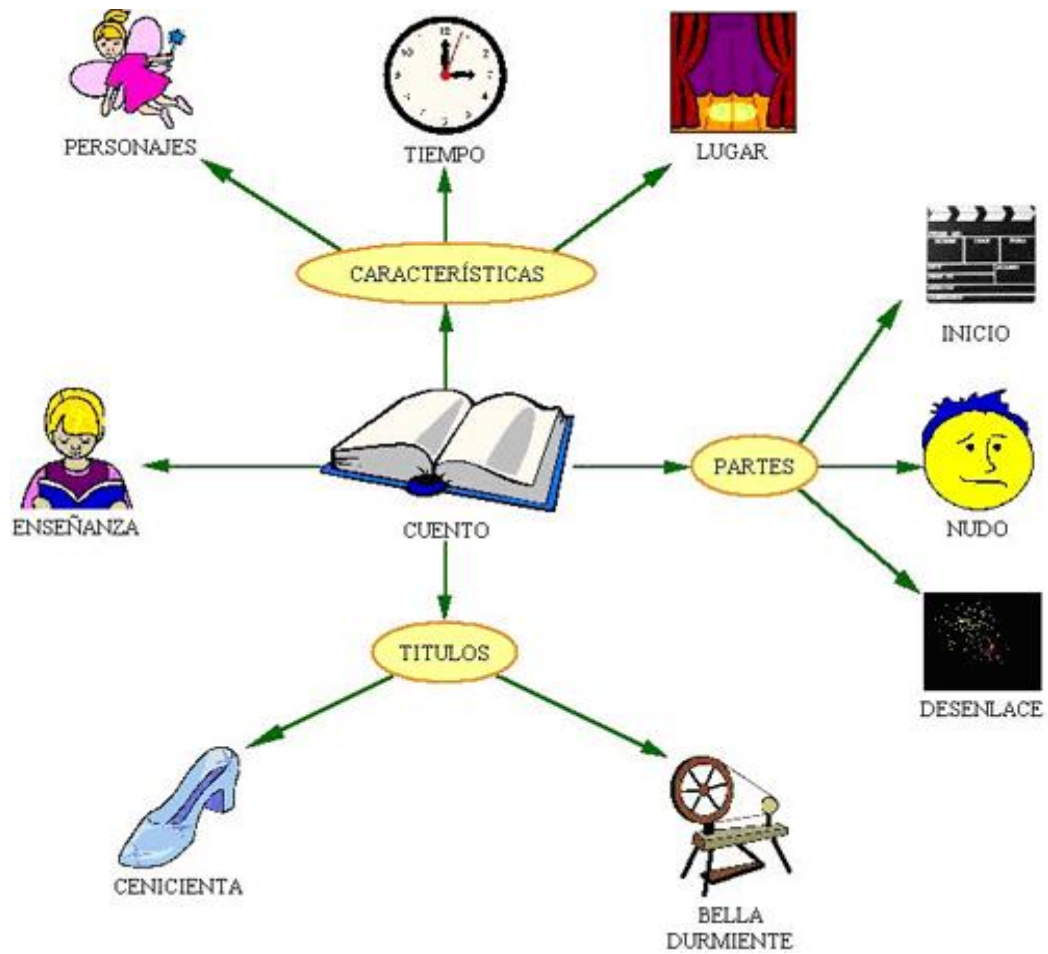 PERSONAJES
TIEMPO
LUGAR
CARACTERÍSTICAS
INICIO
ENSEÑANZA
CUENTO
PARTES
NUDO
TITULOS
DESENLACE
CENICIENTA
BELLA
DURMIENTE